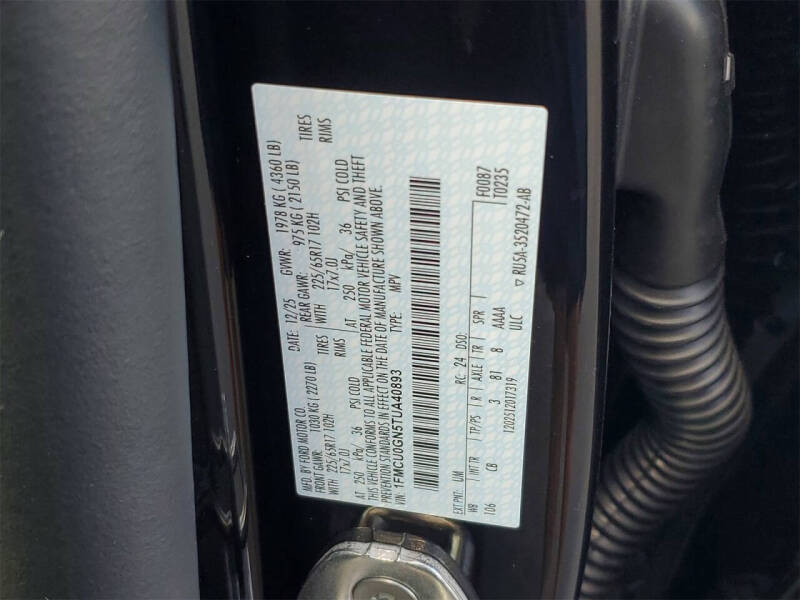 MFD. BY FORD MOTOR CO. 12/25 GVWR: 1978 KG ( 4360 LB)
FRONT GAWR: 1030 KG ( 2270 LB) REAR GAWR: 975 KG ( 2150 LB)
WITH 225/65R17 102H TIRES WITH 225/65R17 102H TIRES
17x7.0J RIMS 17x7.0J RIMS
AT 250 kPa/ 36 PSI COLD AT 250 kPa/ 36 PSI COLD
THIS VEHICLE CONFORMS TO ALL APPLICABLE FEDERAL MOTOR VEHICLE SAFETY AND THEFT
PREVENTION STANDARDS IN EFFECT ON THE DATE OF MANUFACTURE SHOWN ABOVE.
VIN: 1FMCU0GN5TUA40893 TYPE: MPV
F0087
T0235
EXT PNT: UM RC: 24 DSO:
WB INT TR TP/PS R AXLE TR SPR
106 CB 3 81 8 AAAA
1202512017319 ULC ▽ RU5A-3520472-AB